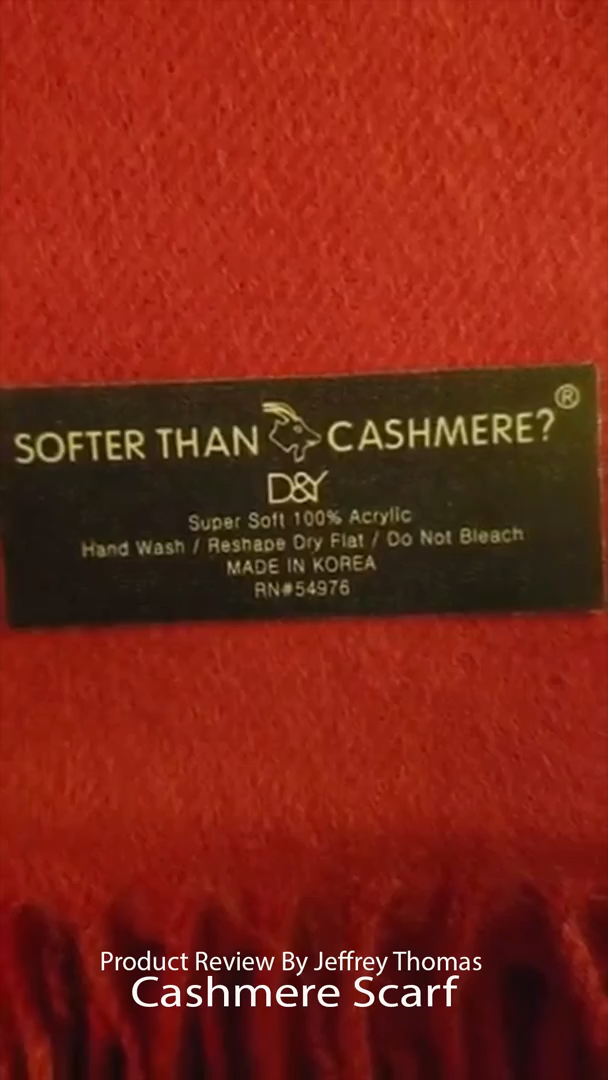 SOFTER THAN CASHMERE?®
D&Y
Super Soft 100% Acrylic
Hand Wash / Reshape Dry Flat / Do Not Bleach
MADE IN KOREA
RN#54976
Product Review By Jeffrey Thomas
Cashmere Scarf